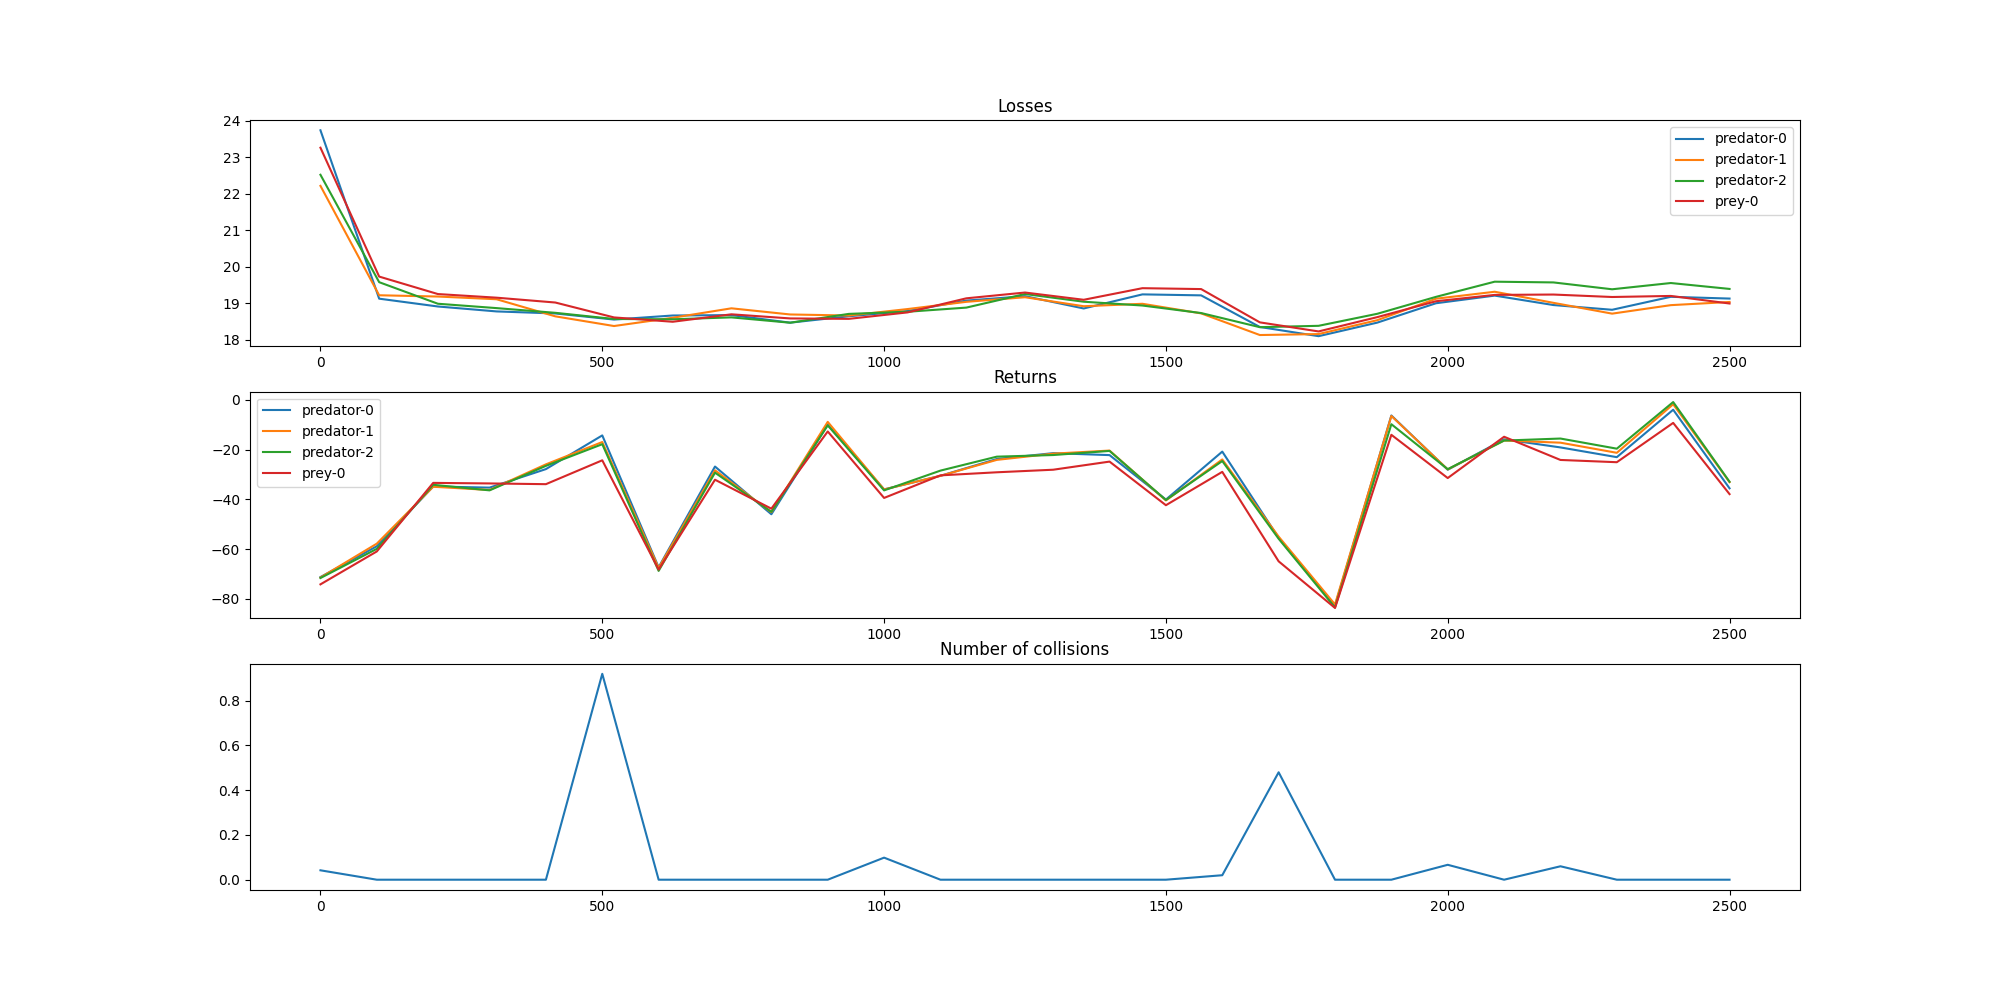 Losses
24
23
22
21
20
19
18
predator-0
predator-1
predator-2
prey-0
0 500 1000 1500 2000 2500
Returns
0
−20
−40
−60
−80
predator-0
predator-1
predator-2
prey-0
0 500 1000 1500 2000 2500
Number of collisions
0.8
0.6
0.4
0.2
0.0
0 500 1000 1500 2000 2500